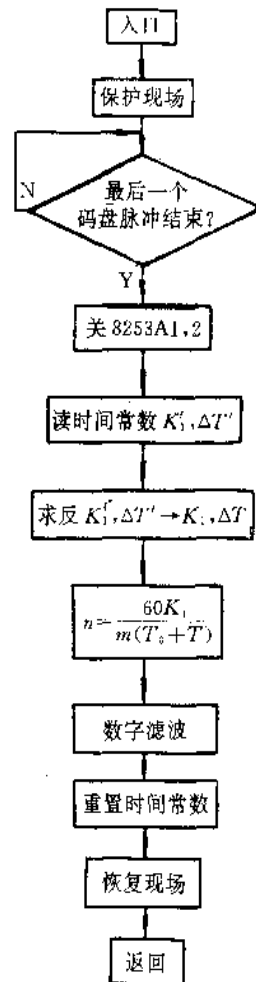 入口
保护现场
N
最后一个
码盘脉冲结束?
Y
关 8253A1,2
读时间常数 K₁′,ΔT′
求反 K₁′,ΔT′→K₁,ΔT
n=60K₁/m(T₀+T)
数字滤波
重置时间常数
恢复现场
返回